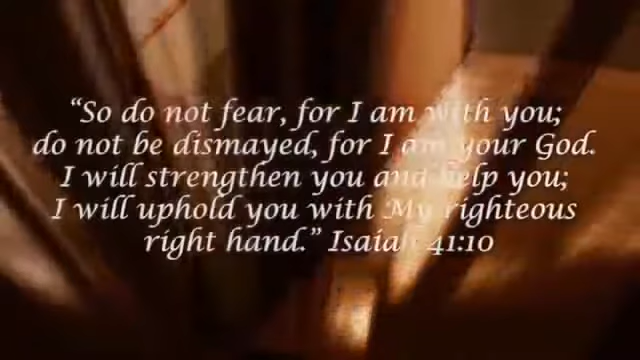 “So do not fear, for I am with you;
do not be dismayed, for I am your God.
I will strengthen you and help you;
I will uphold you with My righteous
right hand.” Isaiah 41:10